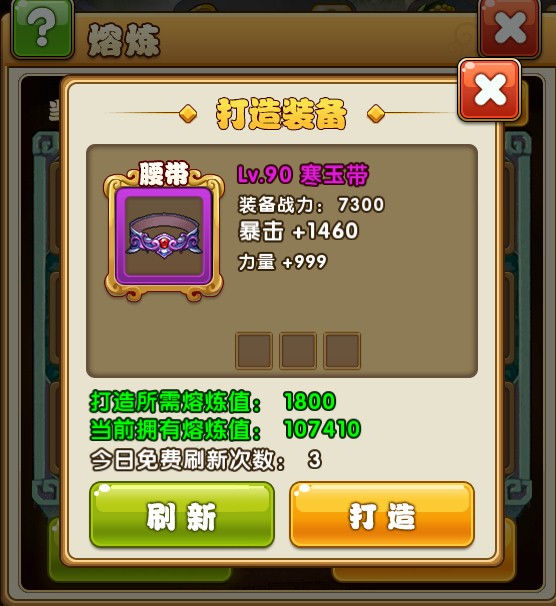 ?
熔炼
打造装备
腰带
Lv.90 寒玉带
装备战力: 7300
暴击 +1460
力量 +999
打造所需熔炼值: 1800
当前拥有熔炼值: 107410
今日免费刷新次数: 3
刷新
打造